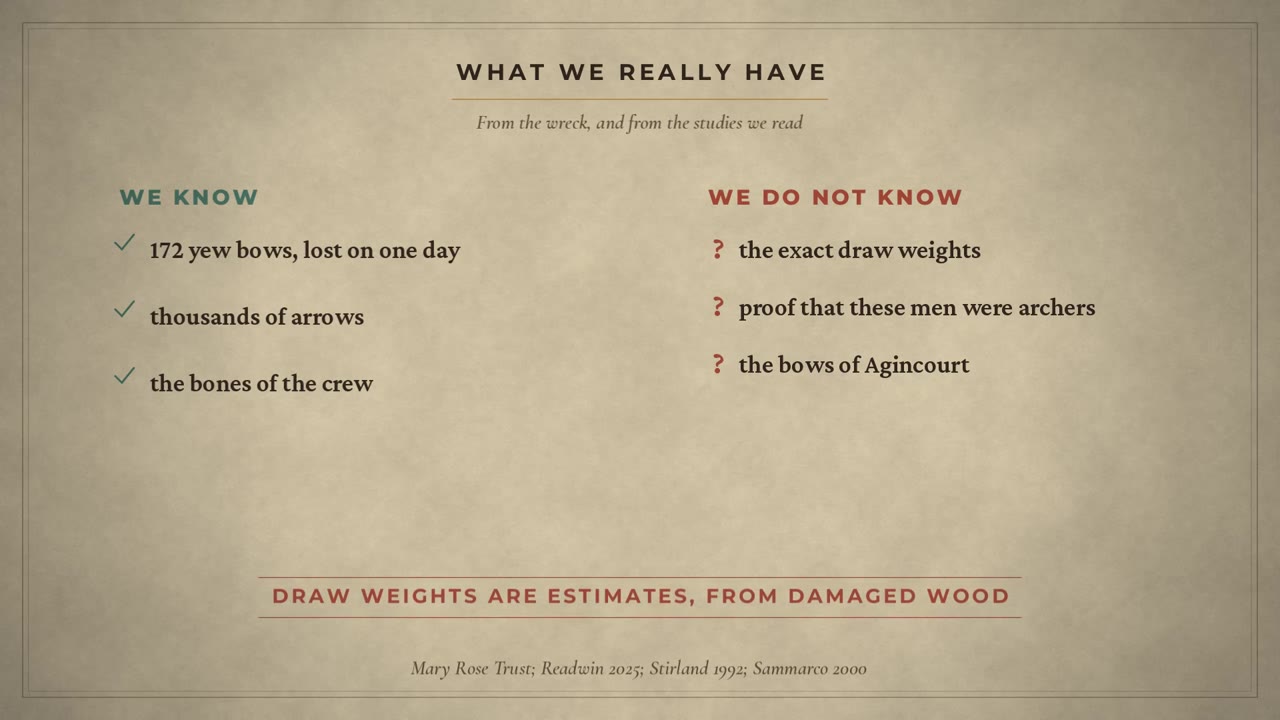 WHAT WE REALLY HAVE
From the wreck, and from the studies we read
WE KNOW
✓ 172 yew bows, lost on one day
✓ thousands of arrows
✓ the bones of the crew
WE DO NOT KNOW
? the exact draw weights
? proof that these men were archers
? the bows of Agincourt
DRAW WEIGHTS ARE ESTIMATES, FROM DAMAGED WOOD
Mary Rose Trust; Readwin 2025; Stirland 1992; Sammarco 2000